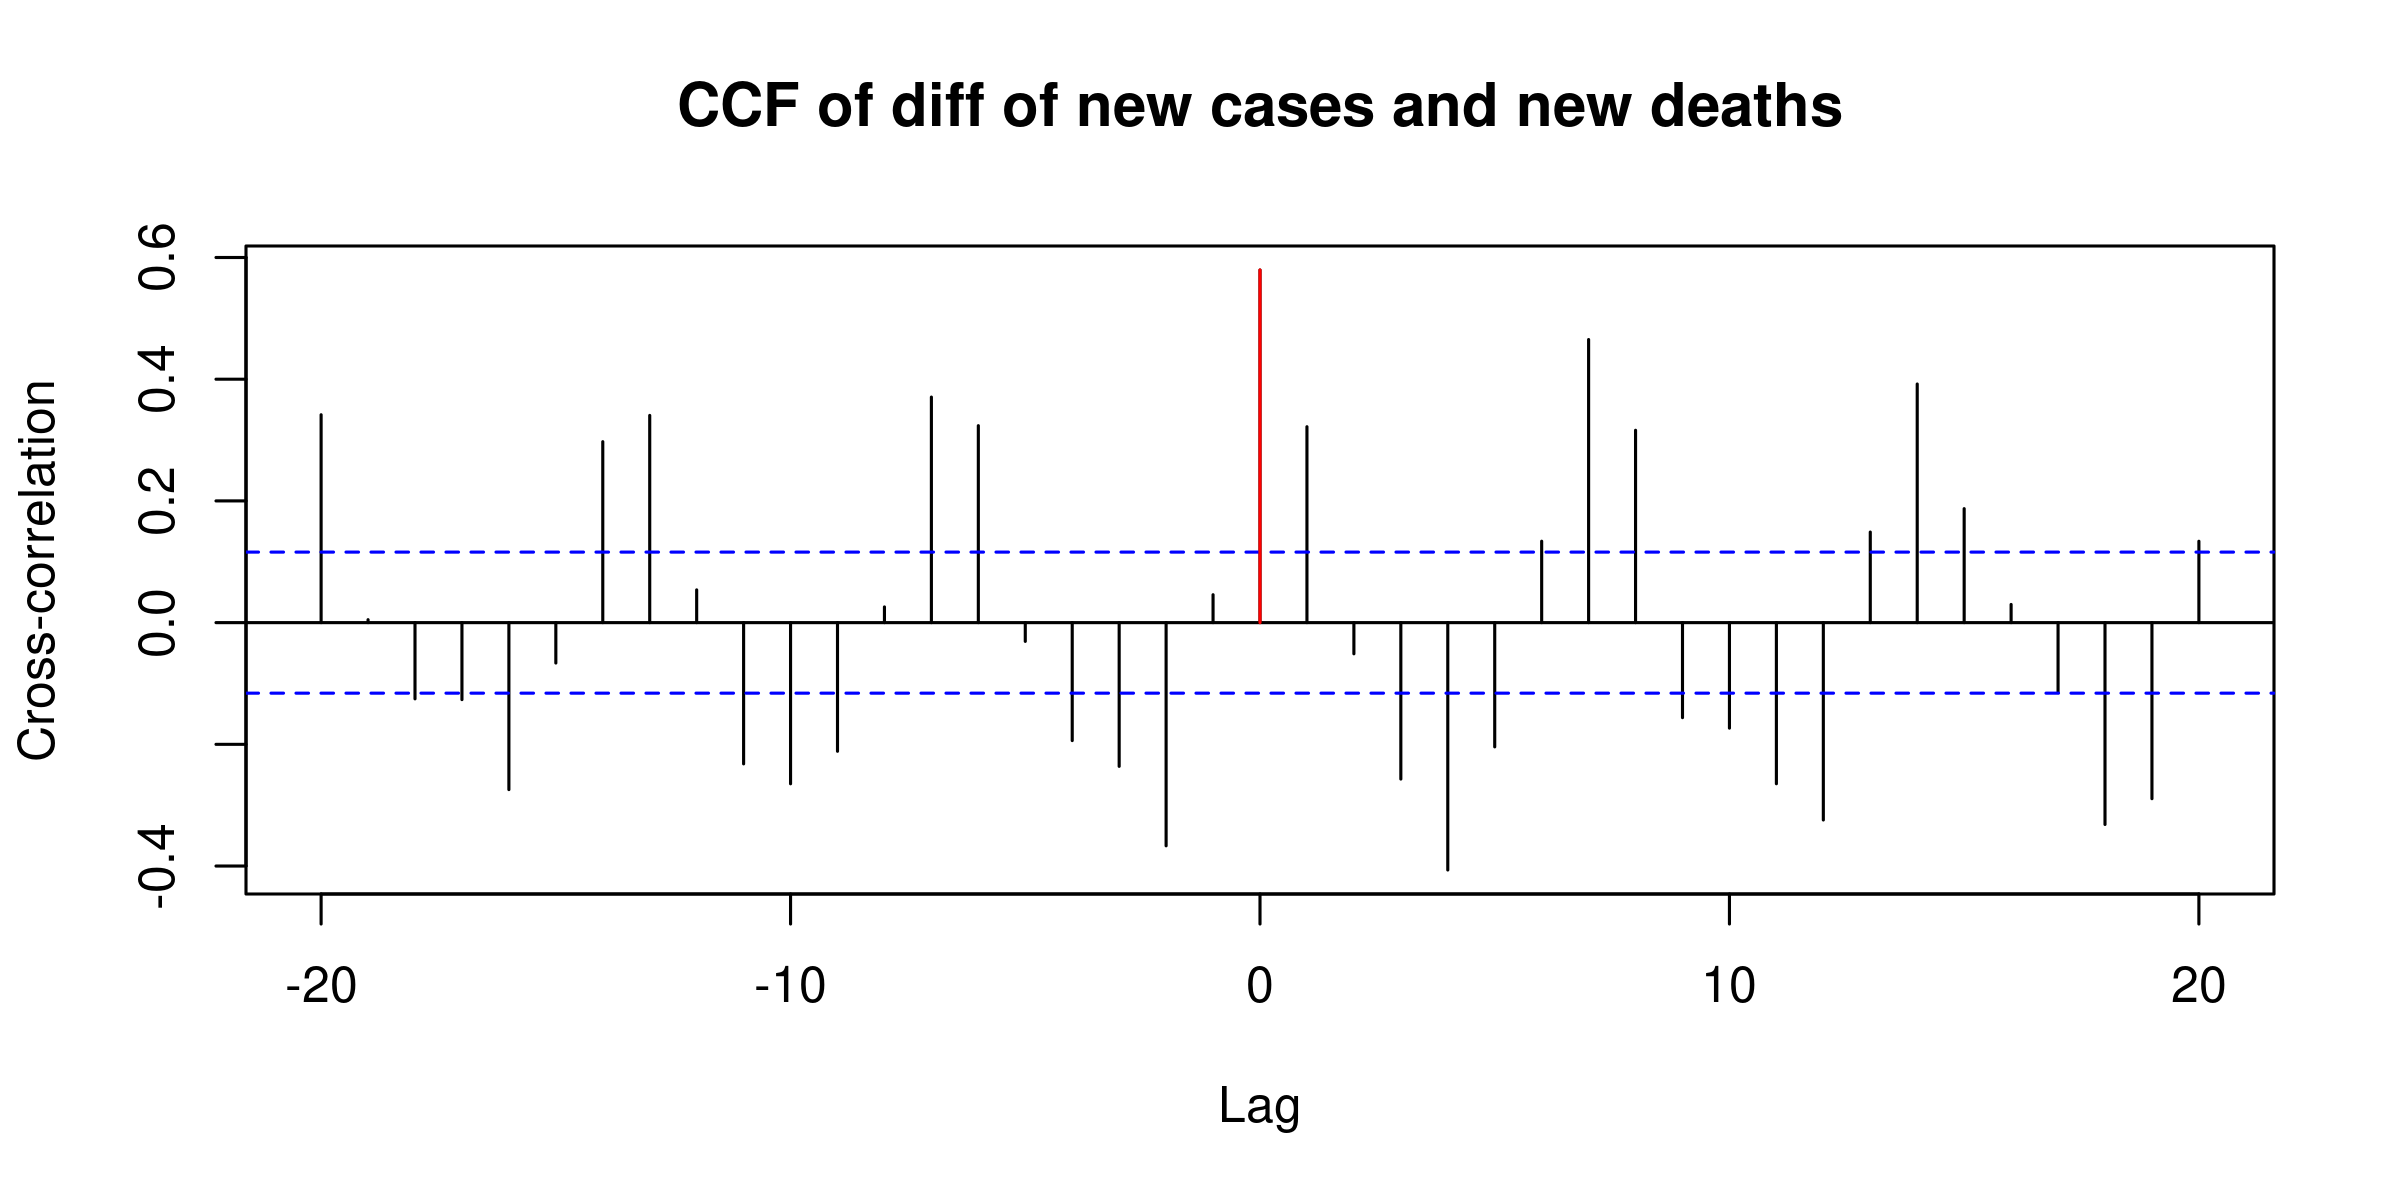 CCF of diff of new cases and new deaths
Cross-correlation
0.6
0.4
0.2
0.0
-0.4
-20 -10 0 10 20
Lag